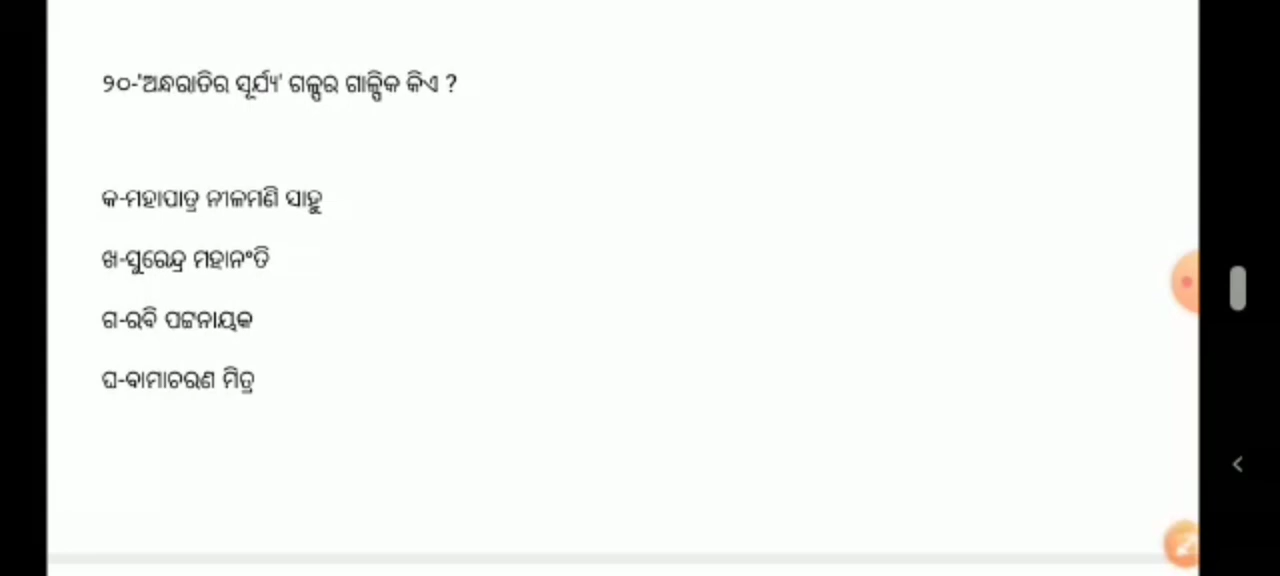 ୨୦-'ଅନ୍ଧରାତିର ସୂର୍ଯ୍ୟ' ଗଳ୍ପର ଗାଳ୍ପିକ କିଏ ?
କ-ମହାପାତ୍ର ନୀଳମଣି ସାହୁ
ଖ-ସୁରେନ୍ଦ୍ର ମହାନଂତି
ଗ-ରବି ପଟ୍ଟନାୟକ
ଘ-ବାମାଚରଣ ମିତ୍ର